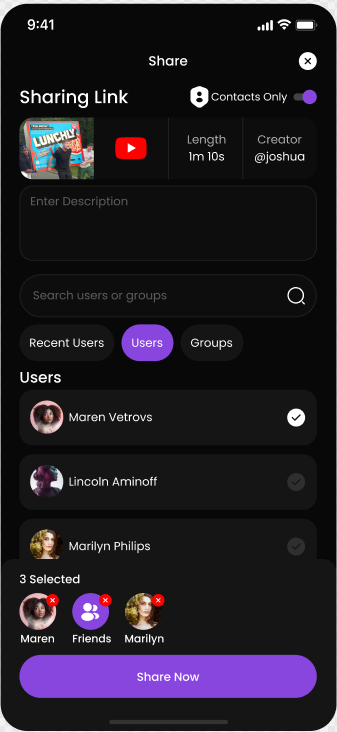 9:41
Share
Sharing Link
Contacts Only
LUNCHLY
Length
1m 10s
Creator
@joshua
Enter Description
Search users or groups
Recent Users
Users
Groups
Users
Maren Vetrovs
Lincoln Aminoff
Marilyn Philips
3 Selected
Maren
Friends
Marilyn
Share Now